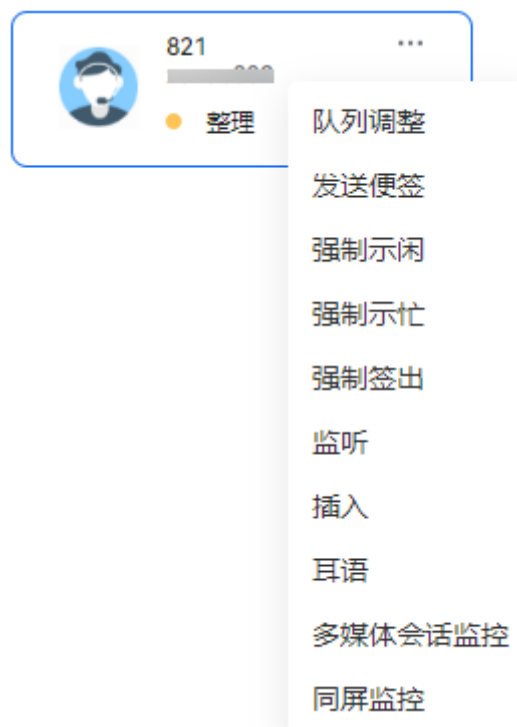 821
整理
队列调整
发送便签
强制示闲
强制示忙
强制签出
监听
插入
耳语
多媒体会话监控
同屏监控